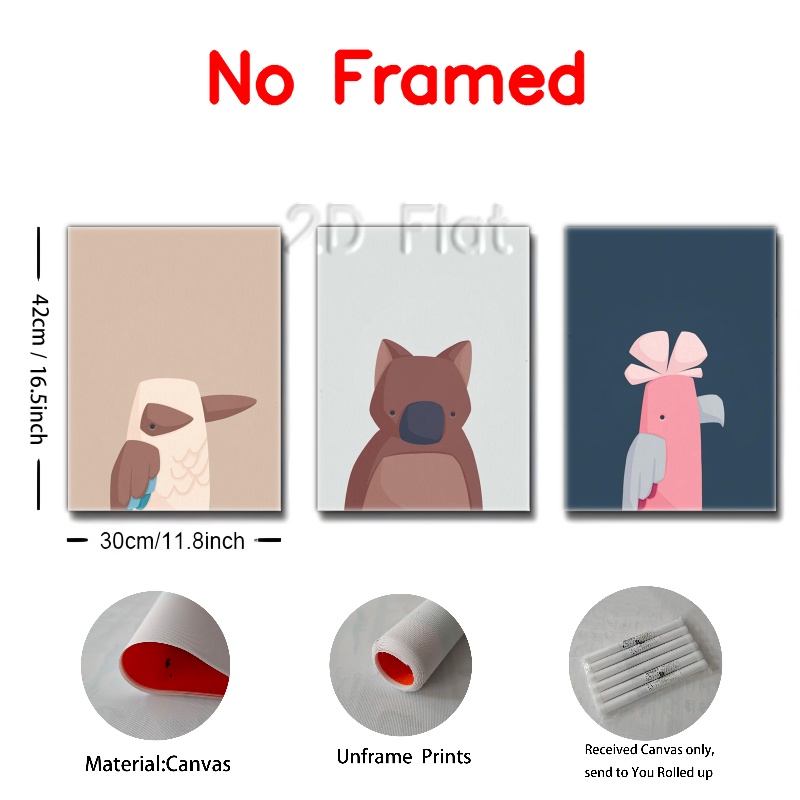 No Framed
2D Flat
42cm / 16.5inch
30cm/11.8inch
Material:Canvas
Unframe Prints
Received Canvas only,
send to You Rolled up